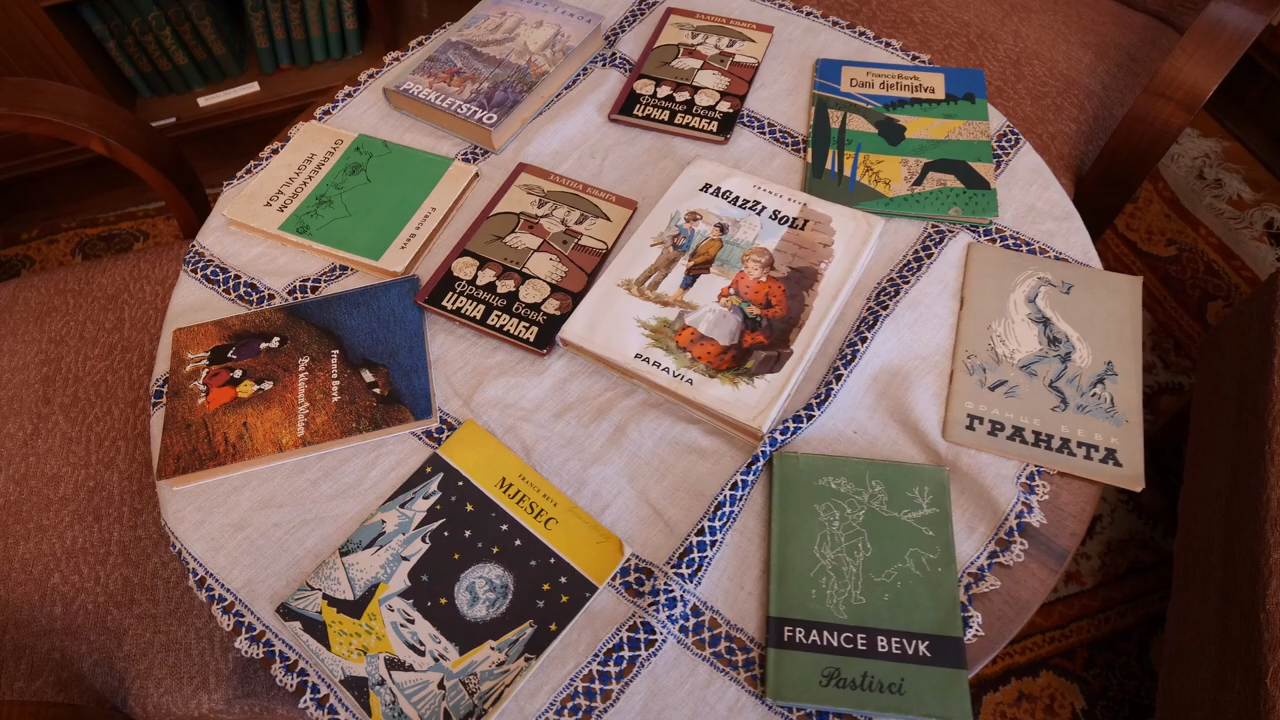 PREKLETSTVO
ЗЛАТНА КЊИГА
Франце Бевк
ЦРНА БРАЋА
France Bevk
Dani djetinjstva
France Bevk
GYERMEKKOROM
HEGYVILÁGA
ЗЛАТНА КЊИГА
Франце Бевк
ЦРНА БРАЋА
FRANCE BEVK
RAGAZZI SOLI
PARAVIA
ФРАНЦЕ БЕВК
ГРАНАТА
France Bevk
Die kleinen Waisen
FRANCE BEVK
MJESEC
FRANCE BEVK
Pastirci